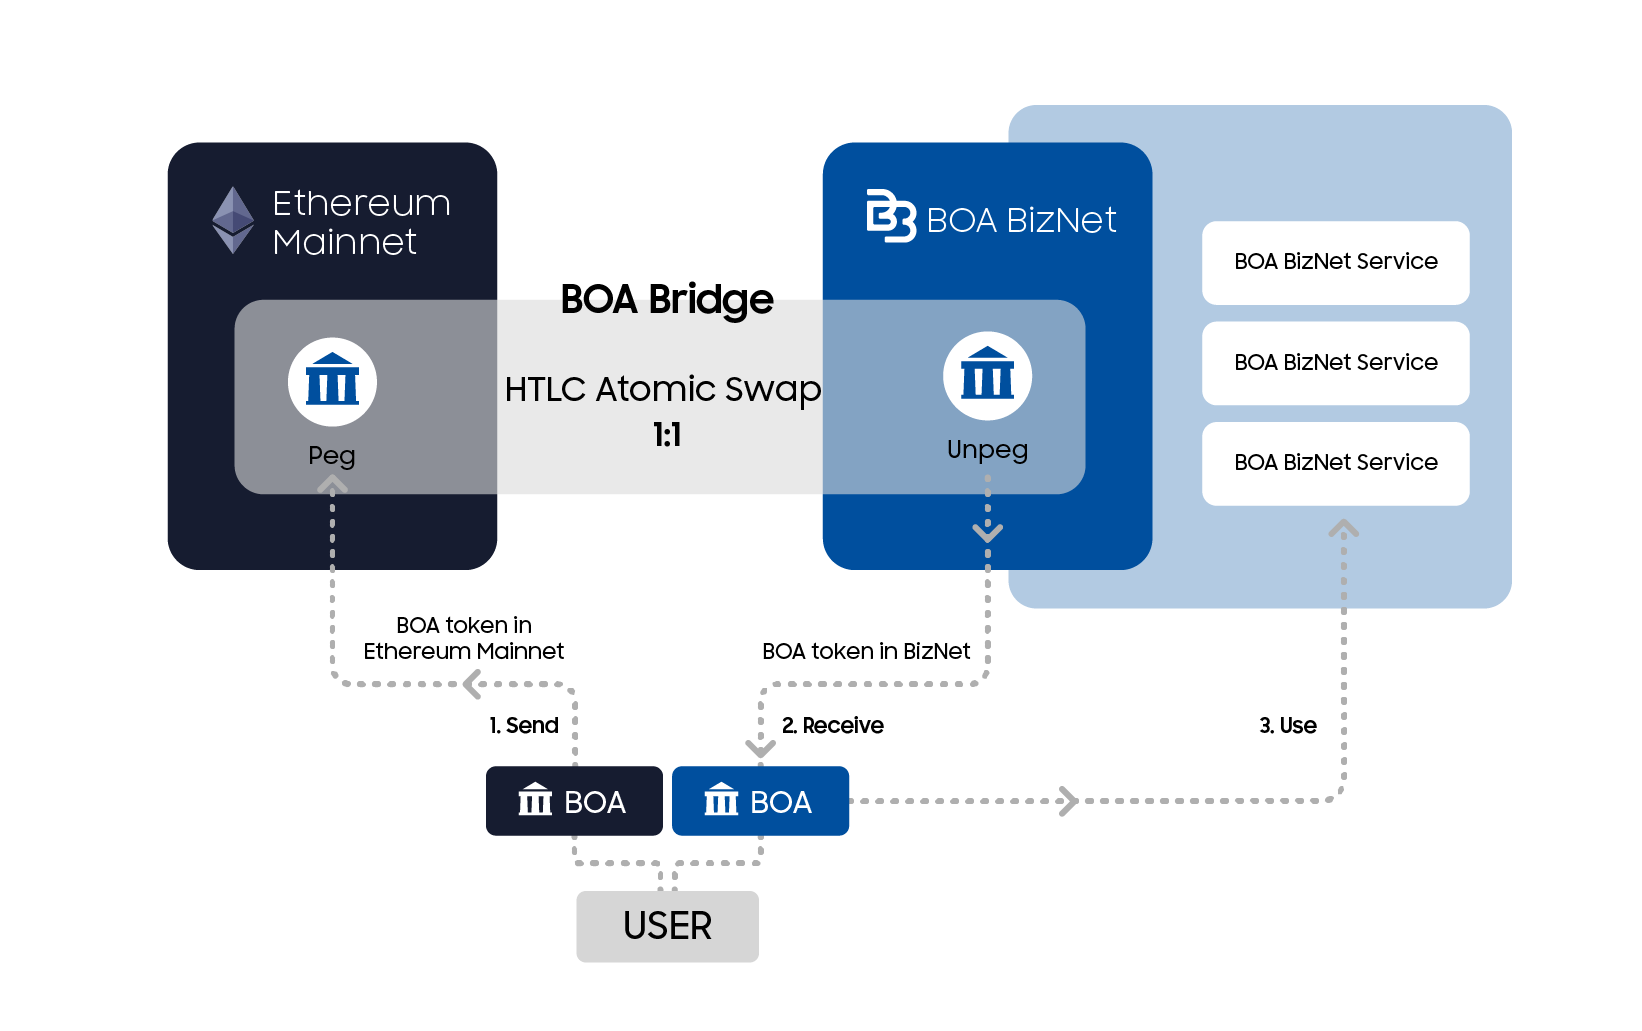 Ethereum
Mainnet
BOA BizNet
BOA Bridge
HTLC Atomic Swap
1:1
Peg
Unpeg
BOA BizNet Service
BOA BizNet Service
BOA BizNet Service
BOA token in
Ethereum Mainnet
BOA token in BizNet
1. Send
2. Receive
3. Use
BOA
BOA
USER